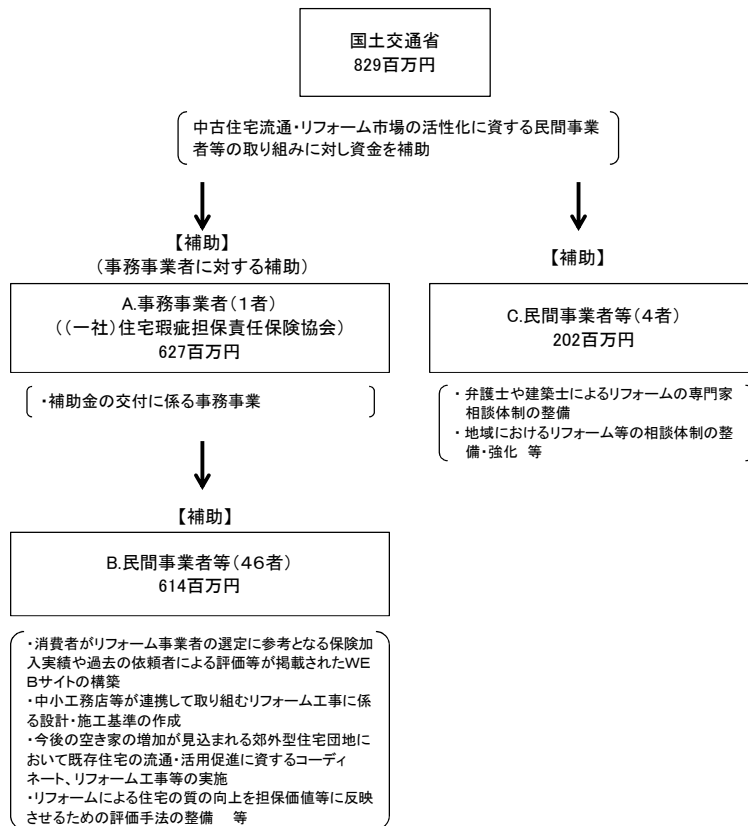 国土交通省
829百万円
中古住宅流通・リフォーム市場の活性化に資する民間事業
者等の取り組みに対し資金を補助
【補助】
(事務事業者に対する補助)
A.事務事業者(1者)
((一社)住宅瑕疵担保責任保険協会)
627百万円
・補助金の交付に係る事務事業
【補助】
C.民間事業者等(4者)
202百万円
・弁護士や建築士によるリフォームの専門家
相談体制の整備
・地域におけるリフォーム等の相談体制の整
備・強化 等
【補助】
B.民間事業者等(46者)
614百万円
・消費者がリフォーム事業者の選定に参考となる保険加
入実績や過去の依頼者による評価等が掲載されたWE
Bサイトの構築
・中小工務店等が連携して取り組むリフォーム工事に係
る設計・施工基準の作成
・今後の空き家の増加が見込まれる郊外型住宅団地に
おいて既存住宅の流通・活用促進に資するコーディ
ネート、リフォーム工事等の実施
・リフォームによる住宅の質の向上を担保価値等に反映
させるための評価手法の整備 等